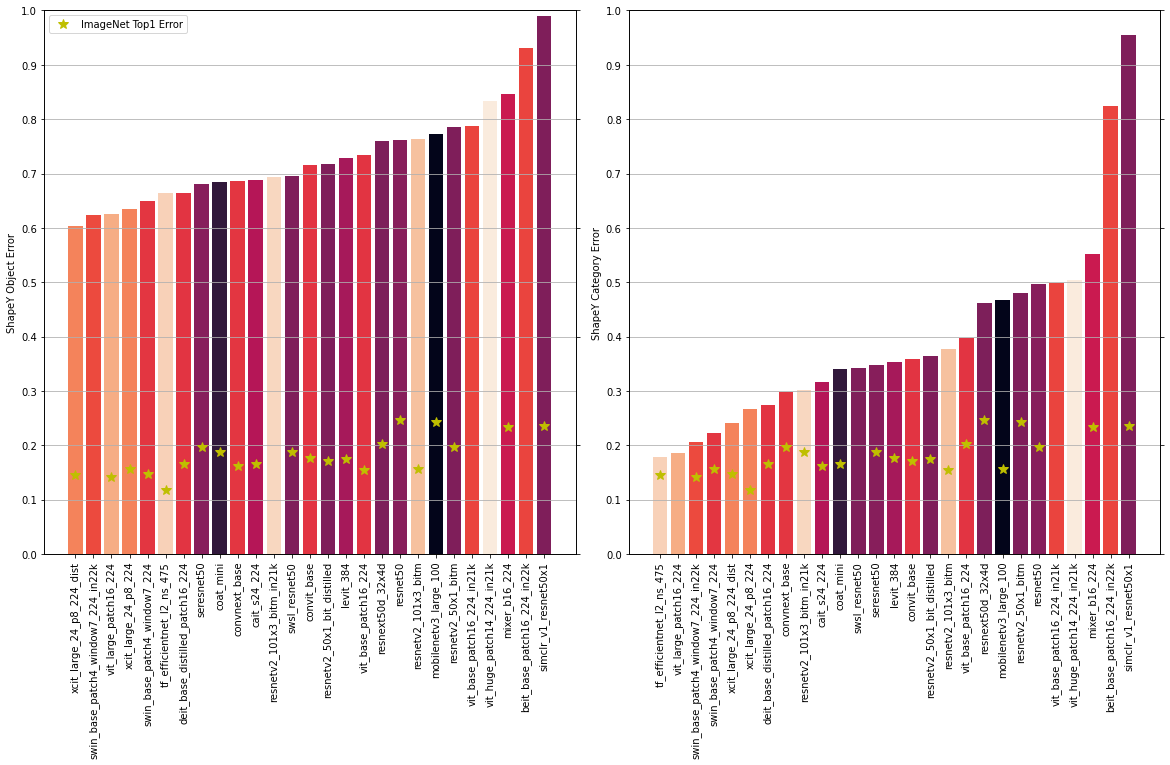 ImageNet Top1 Error
ShapeY Object Error
1.0
0.9
0.8
0.7
0.6
0.5
0.4
0.3
0.2
0.1
0.0
xcit_large_24_p8_224_dist
swin_base_patch4_window7_224_in22k
vit_large_patch16_224
xcit_large_24_p8_224
swin_base_patch4_window7_224
tf_efficientnet_l2_ns_475
deit_base_distilled_patch16_224
seresnet50
coat_mini
convnext_base
cait_s24_224
resnetv2_101x3_bitm_in21k
swsl_resnet50
convit_base
resnetv2_50x1_bit_distilled
levit_384
vit_base_patch16_224
resnext50d_32x4d
resnet50
resnetv2_101x3_bitm
mobilenetv3_large_100
resnetv2_50x1_bitm
vit_base_patch16_224_in21k
vit_huge_patch14_224_in21k
mixer_b16_224
beit_base_patch16_224_in22k
simclr_v1_resnet50x1
ShapeY Category Error
1.0
0.9
0.8
0.7
0.6
0.5
0.4
0.3
0.2
0.1
0.0
tf_efficientnet_l2_ns_475
vit_large_patch16_224
swin_base_patch4_window7_224_in22k
swin_base_patch4_window7_224
xcit_large_24_p8_224_dist
xcit_large_24_p8_224
deit_base_distilled_patch16_224
convnext_base
resnetv2_101x3_bitm_in21k
cait_s24_224
coat_mini
swsl_resnet50
seresnet50
levit_384
convit_base
resnetv2_50x1_bit_distilled
resnetv2_101x3_bitm
vit_base_patch16_224
resnext50d_32x4d
mobilenetv3_large_100
resnetv2_50x1_bitm
resnet50
vit_base_patch16_224_in21k
vit_huge_patch14_224_in21k
mixer_b16_224
beit_base_patch16_224_in22k
simclr_v1_resnet50x1